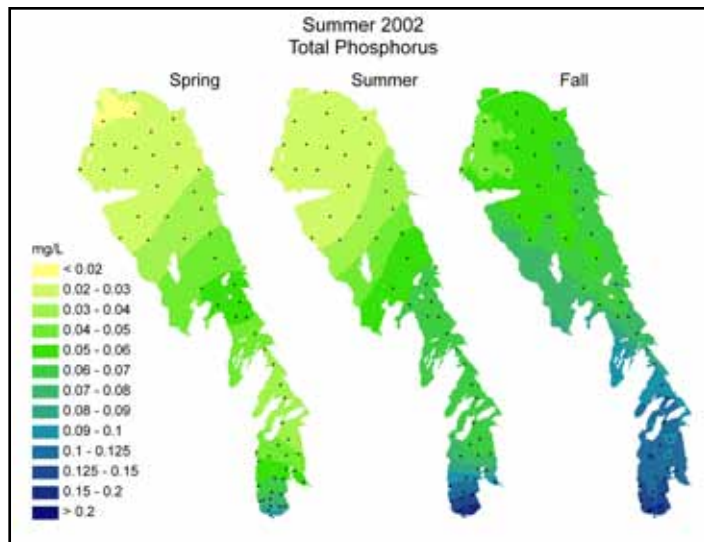 Summer 2002
Total Phosphorus
Spring Summer Fall
mg/L
< 0.02
0.02 - 0.03
0.03 - 0.04
0.04 - 0.05
0.05 - 0.06
0.06 - 0.07
0.07 - 0.08
0.08 - 0.09
0.09 - 0.1
0.1 - 0.125
0.125 - 0.15
0.15 - 0.2
> 0.2